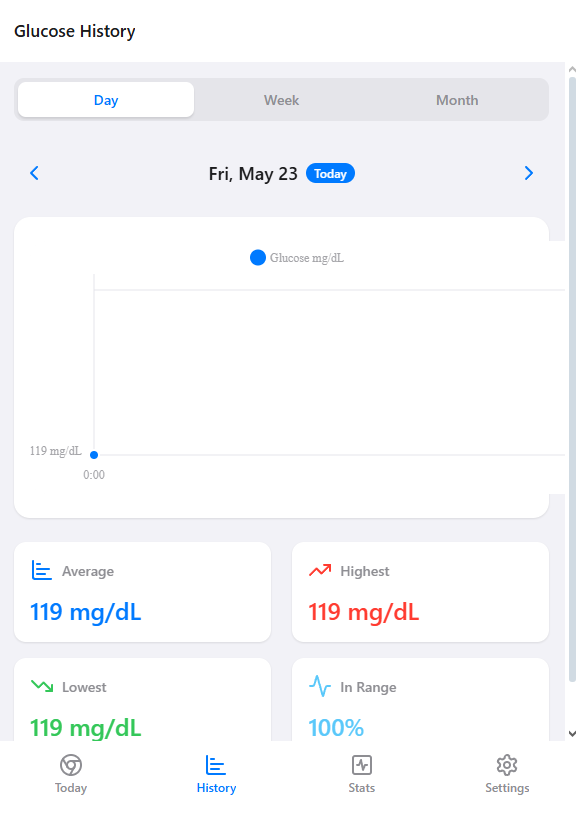 Glucose History
Day Week Month
Fri, May 23 Today
Glucose mg/dL
119 mg/dL
0:00
Average Highest
119 mg/dL 119 mg/dL
Lowest In Range
119 mg/dL 100%
Today History Stats Settings